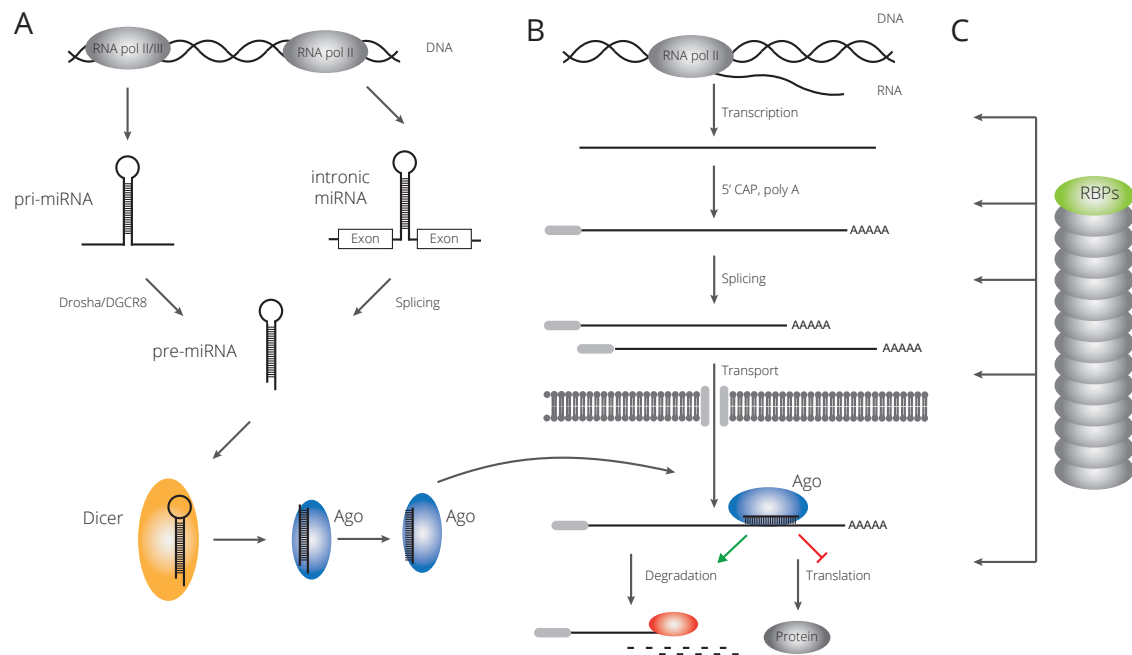 A
RNA pol II/III
RNA pol II
DNA
pri-miRNA
intronic
miRNA
Exon
Exon
Drosha/DGCR8
Splicing
pre-miRNA
Dicer
Ago
Ago
B
DNA
RNA pol II
RNA
Transcription
5' CAP, poly A
AAAAA
Splicing
AAAAA
AAAAA
Transport
Ago
AAAAA
Degradation
Translation
Protein
C
RBPs